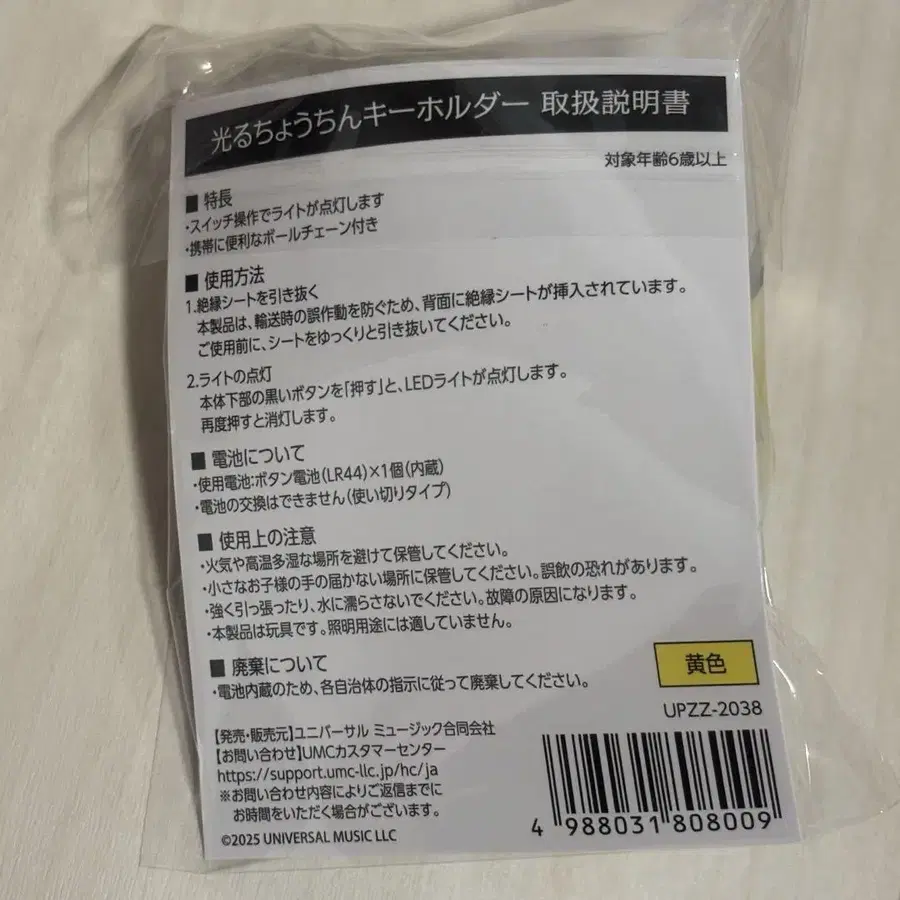 光るちょうちんキーホルダー 取扱説明書
対象年齢6歳以上
■ 特長
・スイッチ操作でライトが点灯します
・携帯に便利なボールチェーン付き
■ 使用方法
1.絶縁シートを引き抜く
本製品は、輸送時の誤作動を防ぐため、背面に絶縁シートが挿入されています。
ご使用前に、シートをゆっくりと引き抜いてください。
2.ライトの点灯
本体下部の黒いボタンを「押す」と、LEDライトが点灯します。
再度押すと消灯します。
■ 電池について
・使用電池:ボタン電池(LR44)×1個(内蔵)
・電池の交換はできません(使い切りタイプ)
■ 使用上の注意
・火気や高温多湿な場所を避けて保管してください。
・小さなお子様の手の届かない場所に保管してください。誤飲の恐れがあります。
・強く引っ張ったり、水に濡らさないでください。故障の原因になります。
・本製品は玩具です。照明用途には適していません。
■ 廃棄について
・電池内蔵のため、各自治体の指示に従って廃棄してください。
黄色
UPZZ-2038
【発売・販売元】ユニバーサル ミュージック合同会社
【お問い合わせ】UMCカスタマーセンター
https://support.umc-llc.jp/hc/ja
※お問い合わせ内容によりご返信までに
お時間をいただく場合がございます。
©2025 UNIVERSAL MUSIC LLC
4 988031 808009